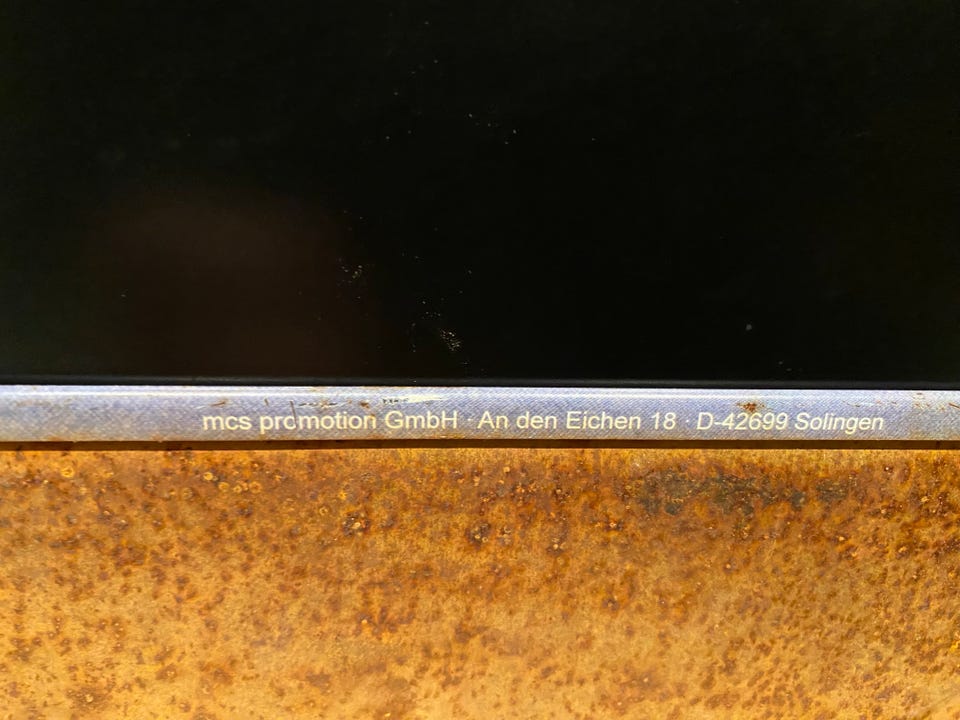 mcs promotion GmbH · An den Eichen 18 · D-42699 Solingen